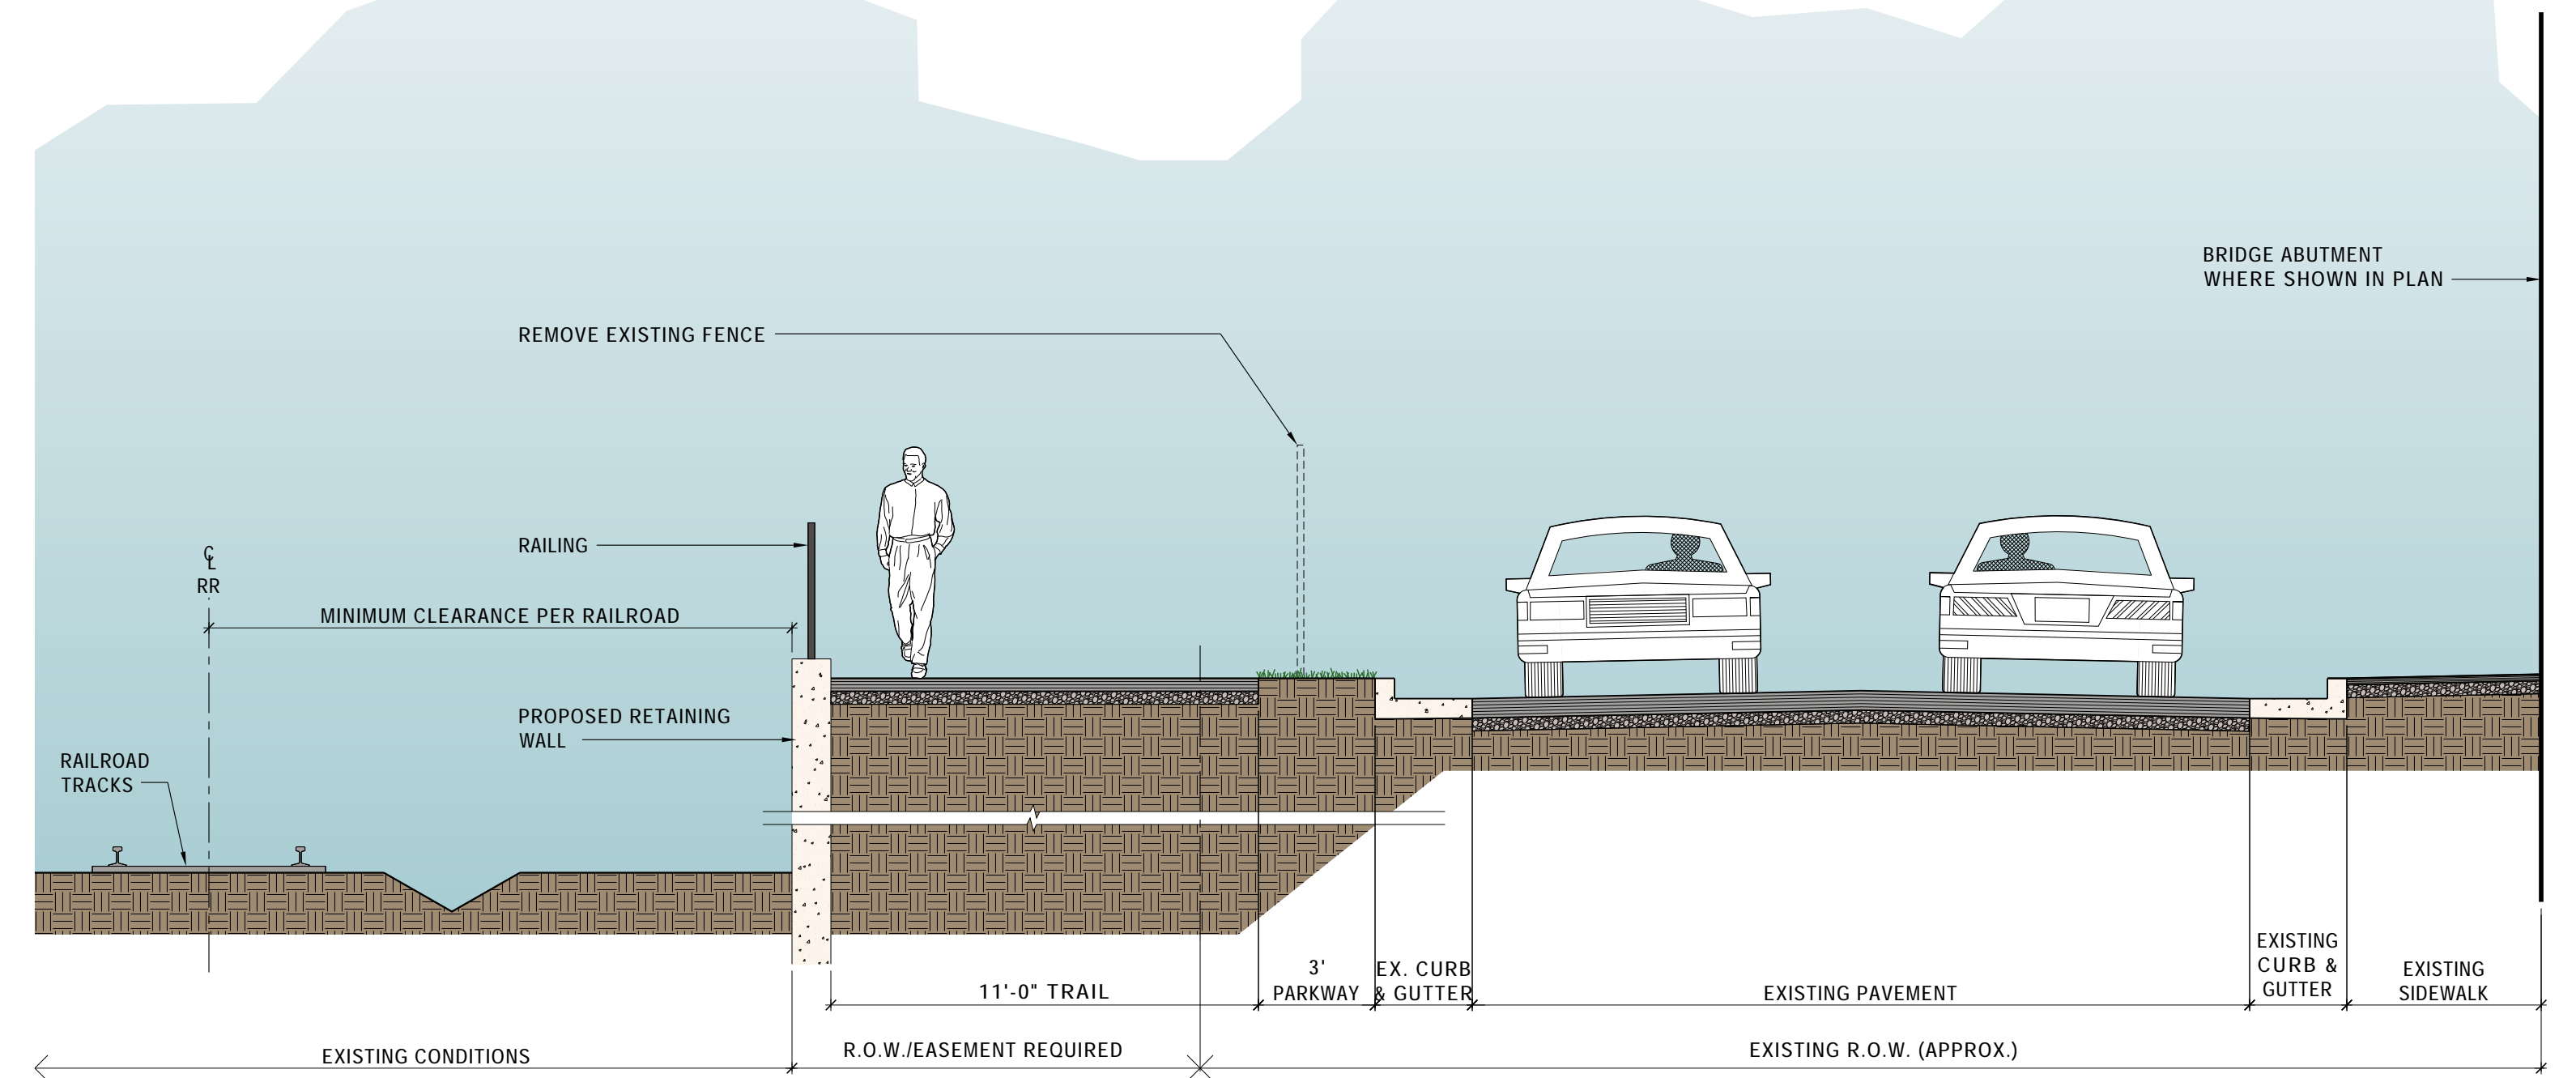 BRIDGE ABUTMENT
WHERE SHOWN IN PLAN
REMOVE EXISTING FENCE
RAILING
CL
RR
MINIMUM CLEARANCE PER RAILROAD
PROPOSED RETAINING
WALL
RAILROAD
TRACKS
11'-0" TRAIL
3'
PARKWAY
EX. CURB
& GUTTER
EXISTING PAVEMENT
EXISTING
CURB &
GUTTER
EXISTING
SIDEWALK
EXISTING CONDITIONS
R.O.W./EASEMENT REQUIRED
EXISTING R.O.W. (APPROX.)